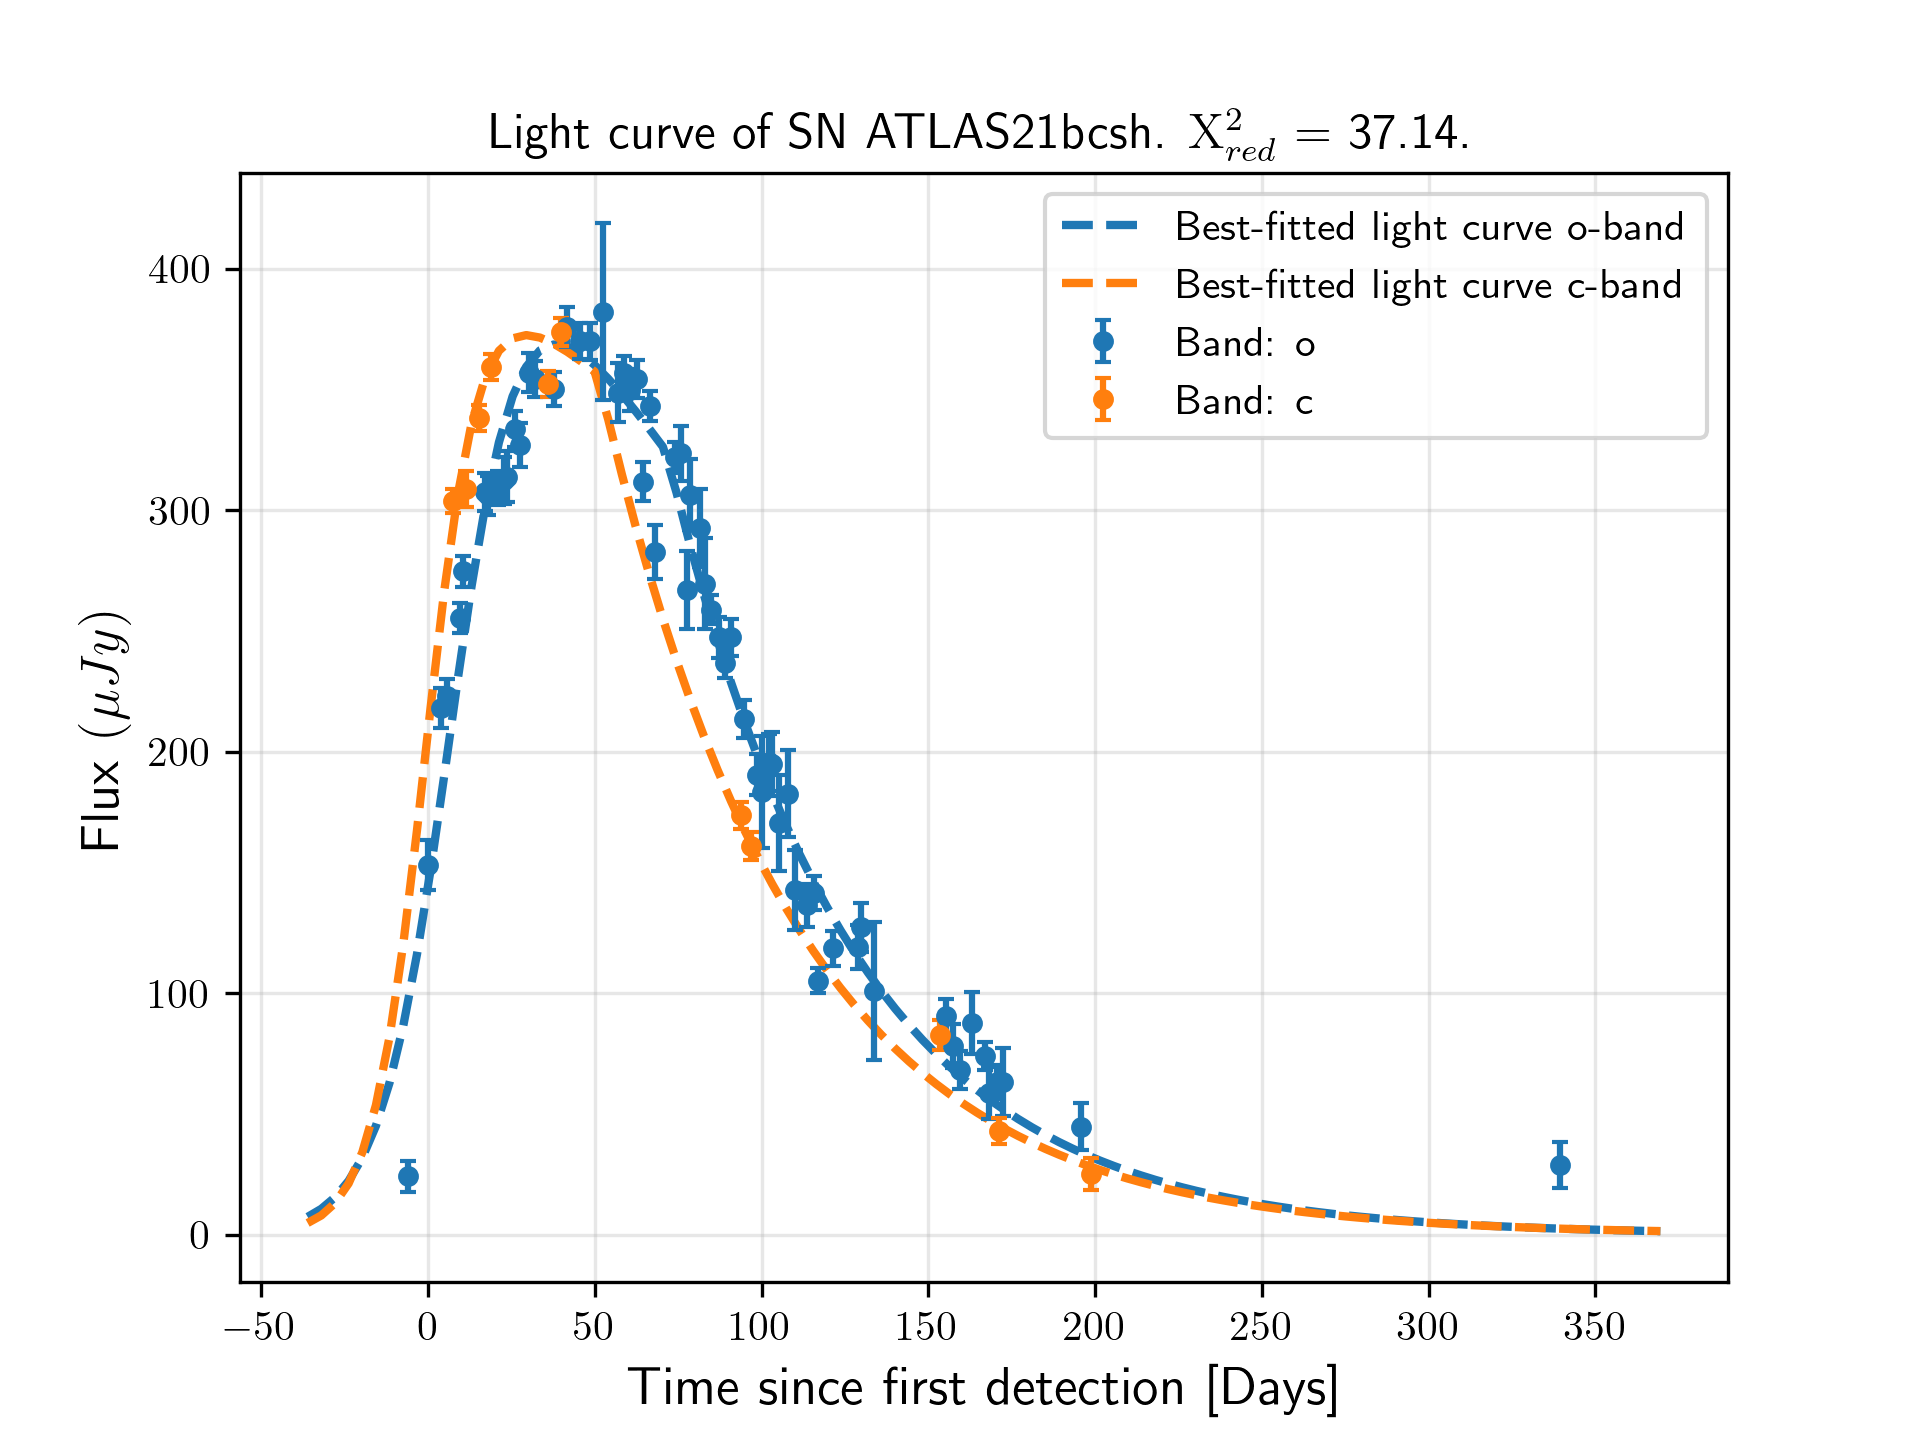 Light curve of SN ATLAS21bcsh. X²_red = 37.14.
Best-fitted light curve o-band
Best-fitted light curve c-band
Band: o
Band: c
Flux (μJy)
400
300
200
100
0
−50 0 50 100 150 200 250 300 350
Time since first detection [Days]